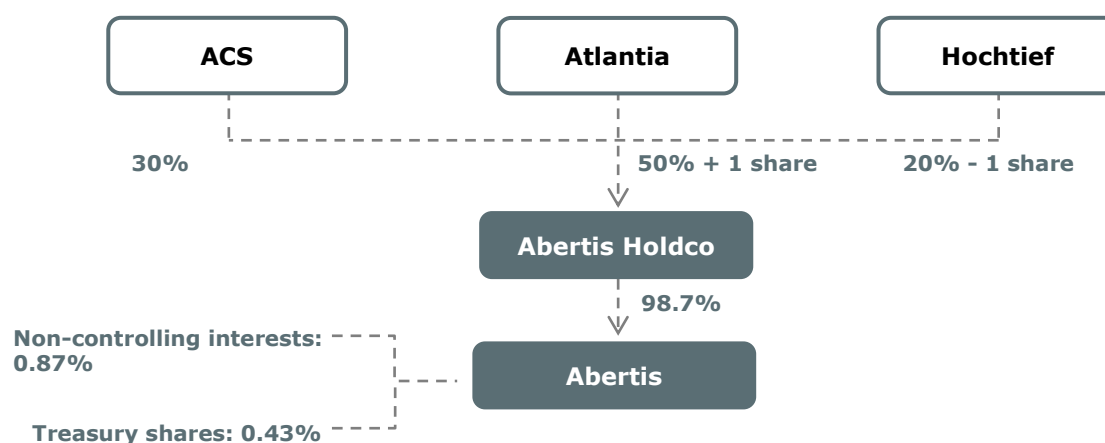 ACS
Atlantia
Hochtief
30%
50% + 1 share
20% - 1 share
Abertis Holdco
98.7%
Non-controlling interests:
0.87%
Abertis
Treasury shares: 0.43%